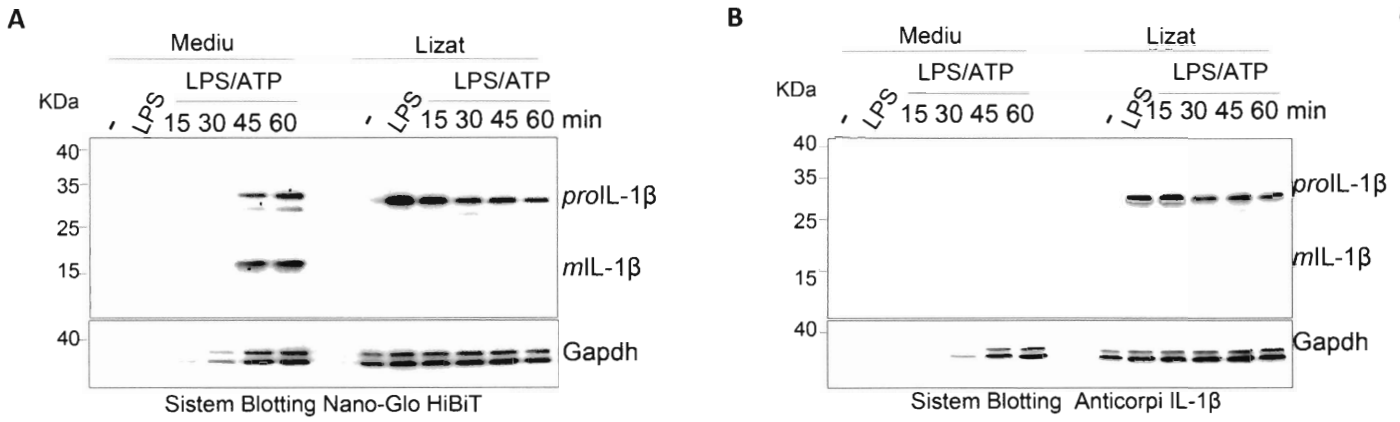 A
Mediu Lizat
LPS/ATP LPS/ATP
KDa
- LPS 15 30 45 60 - LPS 15 30 45 60 min
40
35
proIL-1β
25
15
mIL-1β
40
Gapdh
Sistem Blotting Nano-Glo HiBiT
B
Mediu Lizat
LPS/ATP LPS/ATP
KDa
- LPS 15 30 45 60 - LPS 15 30 45 60 min
40
35
proIL-1β
25
mIL-1β
15
40
Gapdh
Sistem Blotting Anticorpi IL-1β